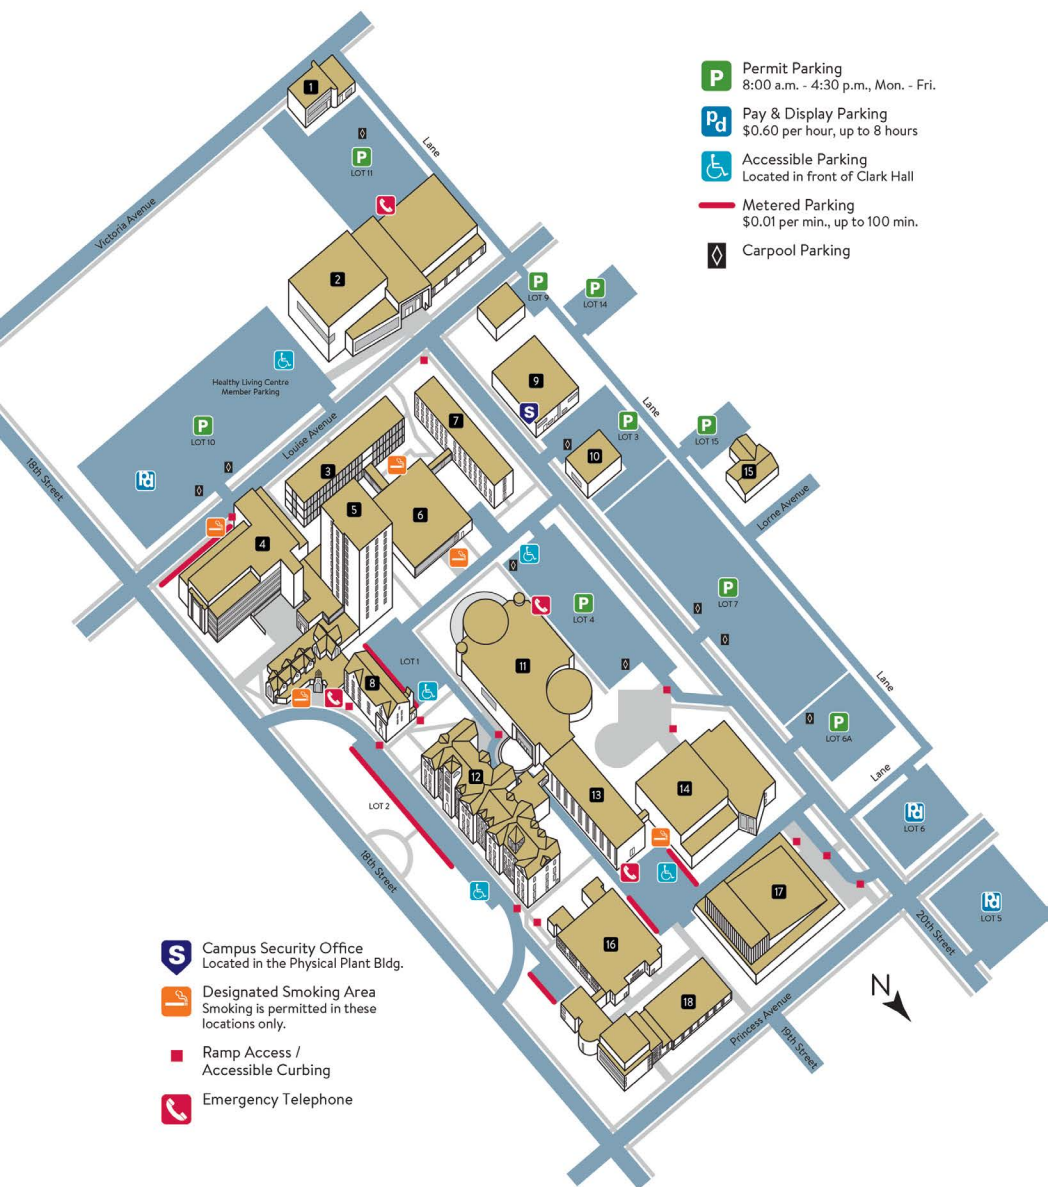 P
Permit Parking
8:00 a.m. - 4:30 p.m., Mon. - Fri.
Pd
Pay & Display Parking
$0.60 per hour, up to 8 hours
Accessible Parking
Located in front of Clark Hall
Metered Parking
$0.01 per min., up to 100 min.
Carpool Parking
1
Lane
P
LOT 11
Victoria Avenue
2
P
LOT 9
P
LOT 14
Healthy Living Centre
Member Parking
9
S
P
LOT 3
Lane
P
LOT 15
P
LOT 10
Louise Avenue
7
10
15
18th Street
Pd
3
5
6
Lorne Avenue
4
P
LOT 4
P
LOT 7
LOT 1
11
8
Lane
P
LOT 6A
Lane
12
13
14
LOT 2
Pd
LOT 6
18th Street
17
Pd
LOT 5
20th Street
16
18
Princess Avenue
19th Street
N
S
Campus Security Office
Located in the Physical Plant Bldg.
Designated Smoking Area
Smoking is permitted in these
locations only.
Ramp Access /
Accessible Curbing
Emergency Telephone